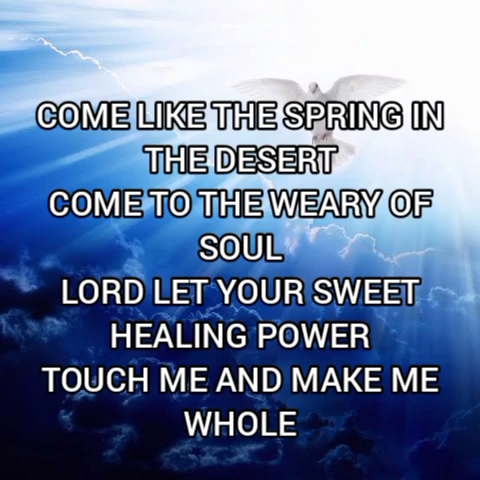 COME LIKE THE SPRING IN
THE DESERT
COME TO THE WEARY OF
SOUL
LORD LET YOUR SWEET
HEALING POWER
TOUCH ME AND MAKE ME
WHOLE